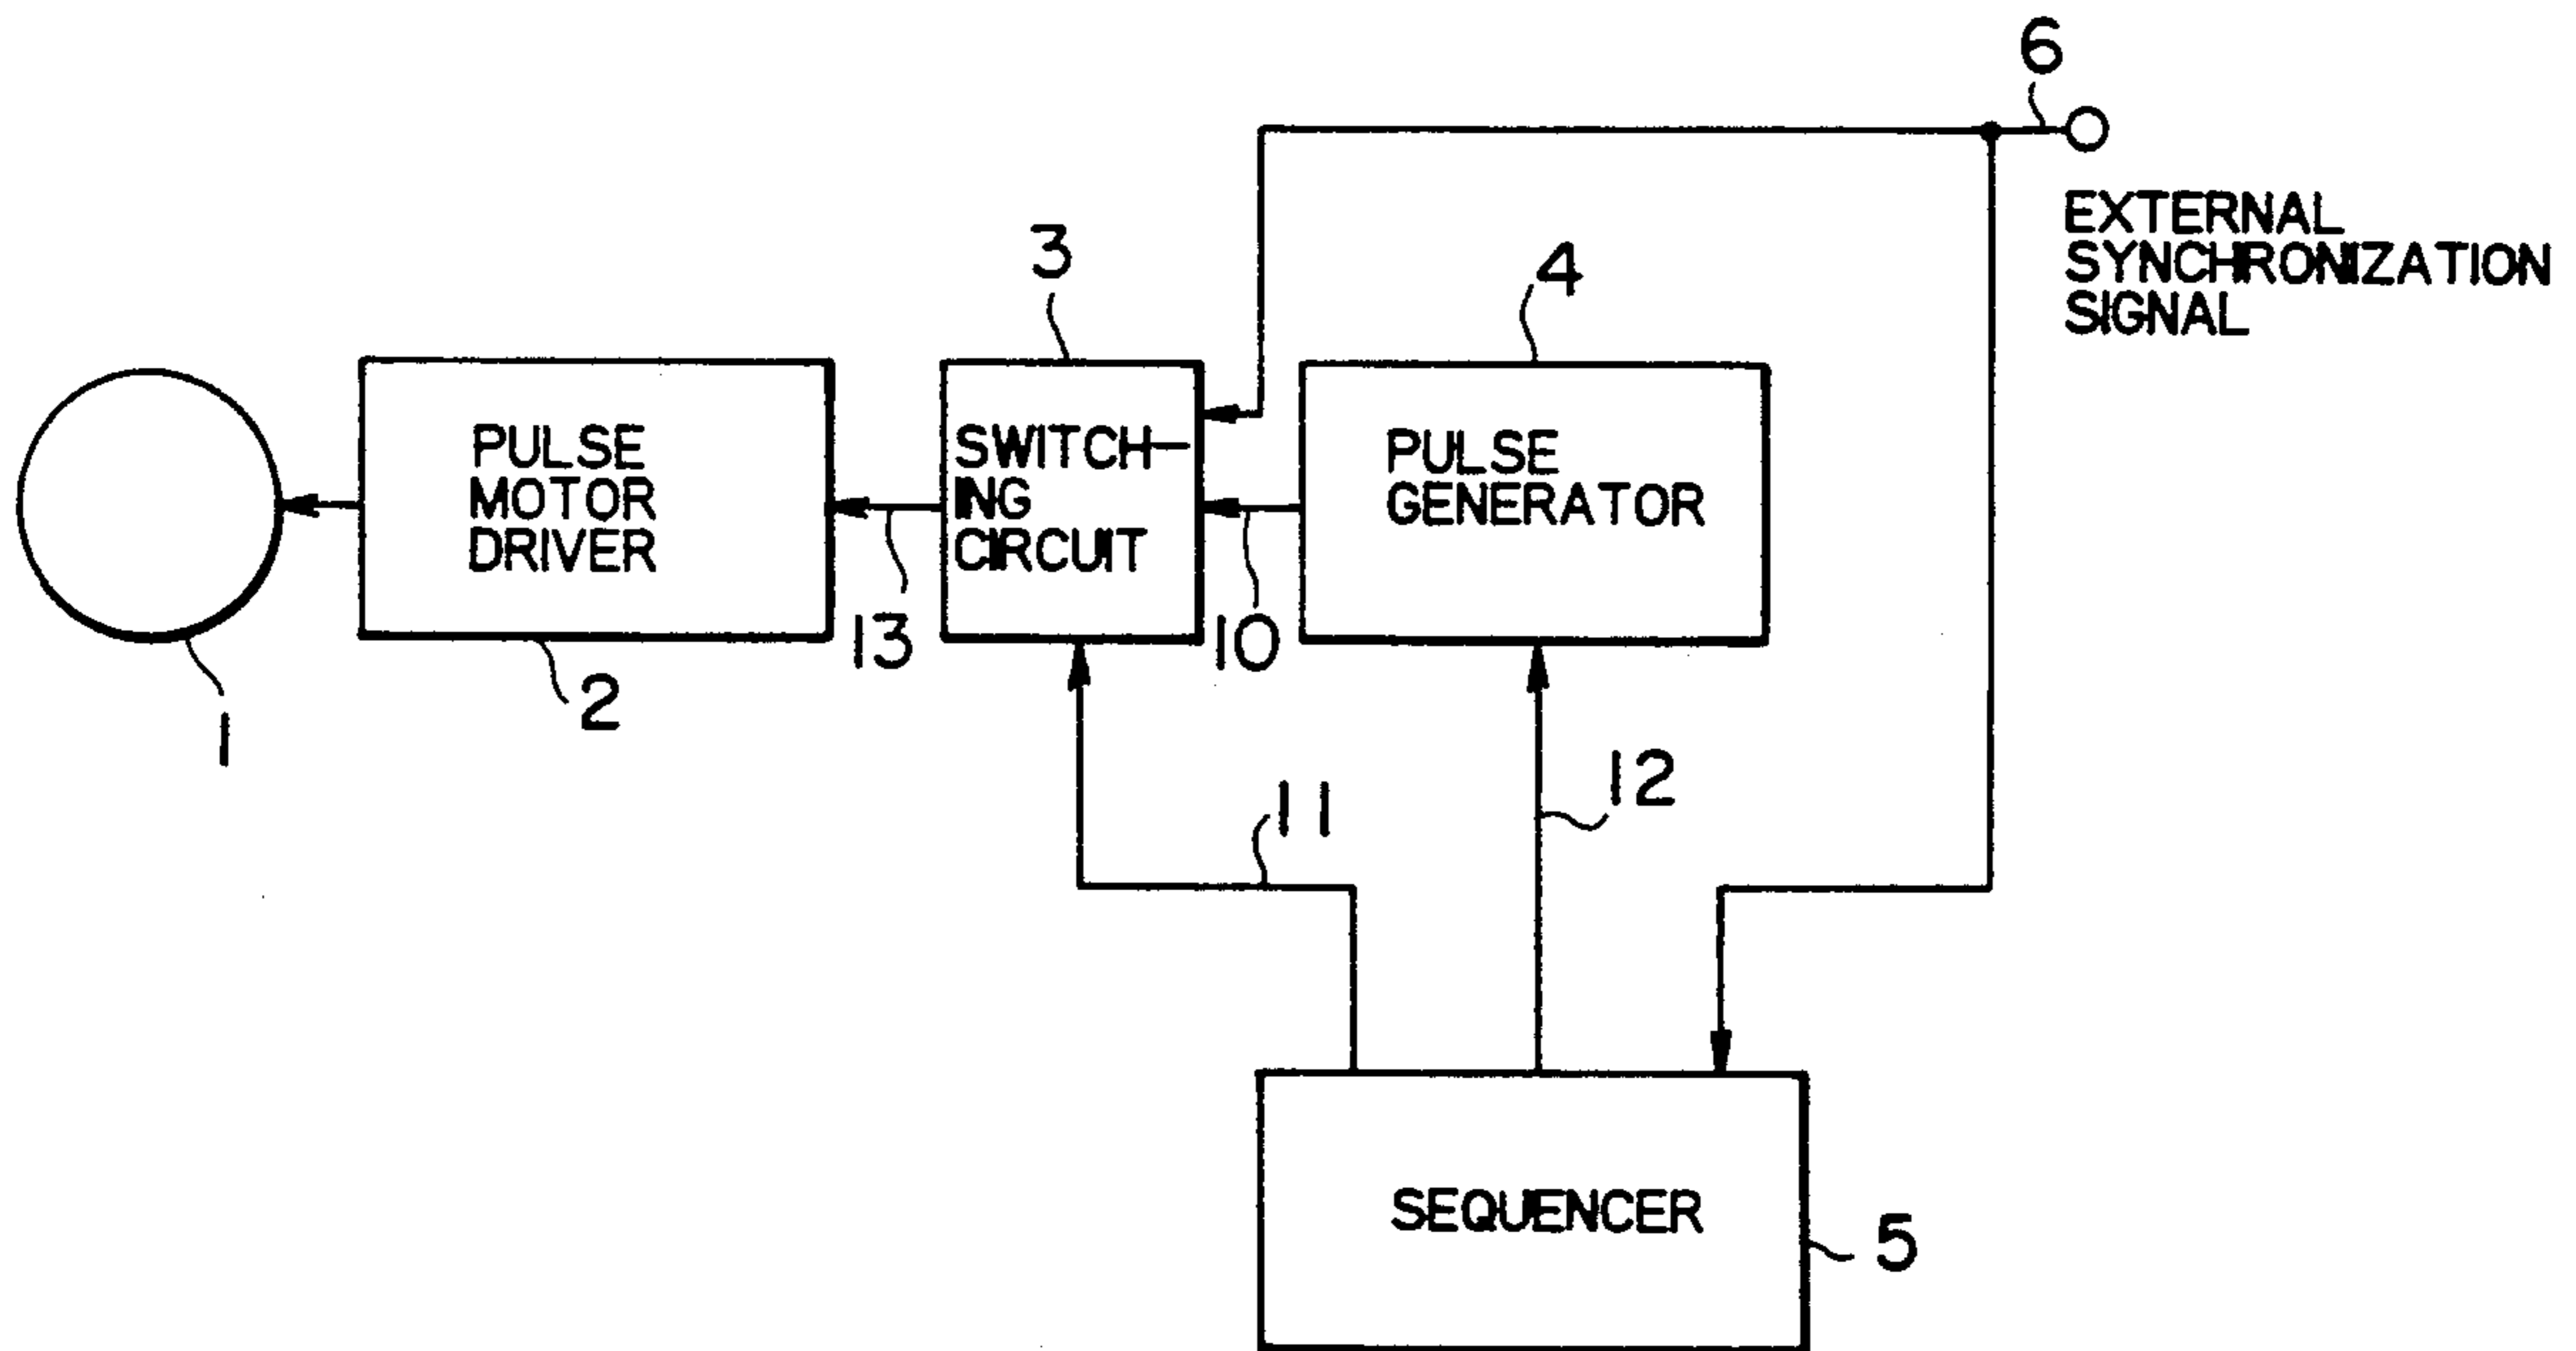 6
EXTERNAL
SYNCHRONIZATION
SIGNAL
3
4
PULSE
MOTOR
DRIVER
SWITCH-
ING
CIRCUIT
PULSE
GENERATOR
13
10
1
2
11
12
SEQUENCER
5